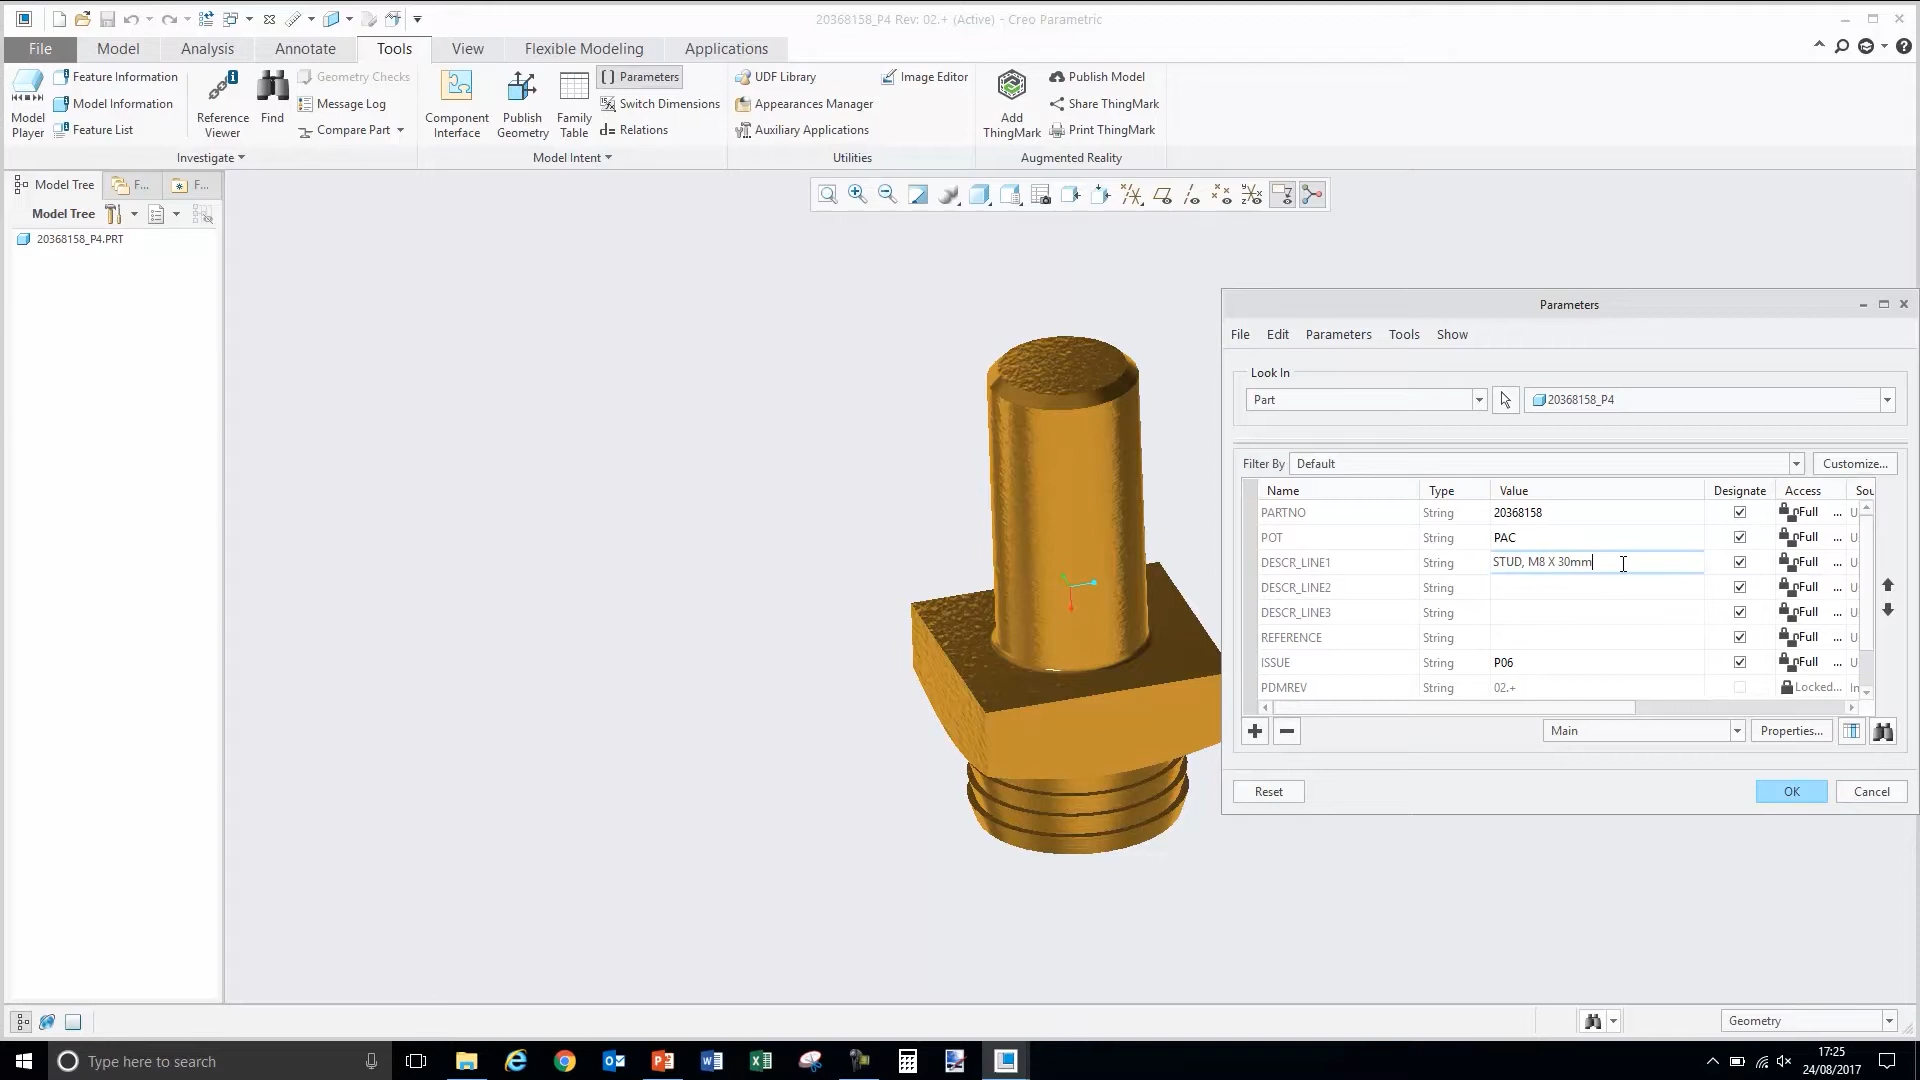 20368158_P4 Rev: 02.+ (Active) - Creo Parametric
File Model Analysis Annotate Tools View Flexible Modeling Applications
Model Player
Feature Information
Model Information
Feature List
Reference Viewer
Find
Geometry Checks
Message Log
Compare Part
Investigate
Component Interface
Publish Geometry
Family Table
Parameters
Switch Dimensions
Relations
Model Intent
UDF Library
Appearances Manager
Auxiliary Applications
Image Editor
Utilities
Add ThingMark
Publish Model
Share ThingMark
Print ThingMark
Augmented Reality
Model Tree F... F...
Model Tree
20368158_P4.PRT
Parameters
File Edit Parameters Tools Show
Look In
Part 20368158_P4
Filter By Default Customize...
Name Type Value Designate Access Sou
PARTNO String 20368158 Full ... U
POT String PAC Full ... U
DESCR_LINE1 String STUD, M8 X 30mm Full ... U
DESCR_LINE2 String Full ... U
DESCR_LINE3 String Full ... U
REFERENCE String Full ... U
ISSUE String P06 Full ... U
PDMREV String 02.+ Locked... In
Main Properties...
Reset OK Cancel
Geometry
Type here to search
17:25
24/08/2017